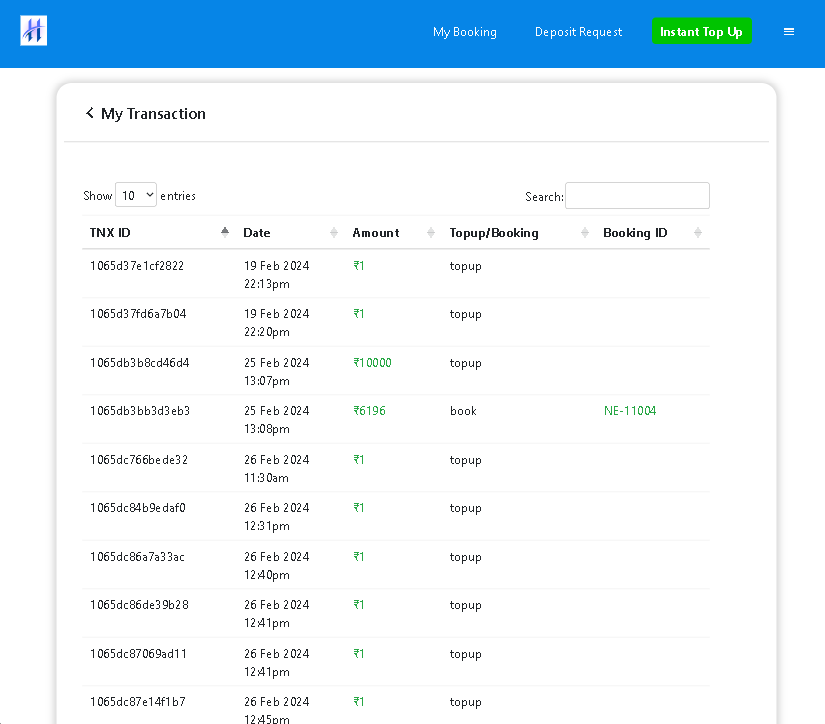 My Booking
Deposit Request
Instant Top Up
My Transaction
Show 10 entries
Search:
TNX ID Date Amount Topup/Booking Booking ID
1065d37e1cf2822 19 Feb 2024 ₹1 topup
22:13pm
1065d37fd6a7b04 19 Feb 2024 ₹1 topup
22:20pm
1065db3b8cd46d4 25 Feb 2024 ₹10000 topup
13:07pm
1065db3bb3d3eb3 25 Feb 2024 ₹6196 book NE-11004
13:08pm
1065dc766bede32 26 Feb 2024 ₹1 topup
11:30am
1065dc84b9edaf0 26 Feb 2024 ₹1 topup
12:31pm
1065dc86a7a33ac 26 Feb 2024 ₹1 topup
12:40pm
1065dc86de39b28 26 Feb 2024 ₹1 topup
12:41pm
1065dc87069ad11 26 Feb 2024 ₹1 topup
12:41pm
1065dc87e14f1b7 26 Feb 2024 ₹1 topup
12:45pm